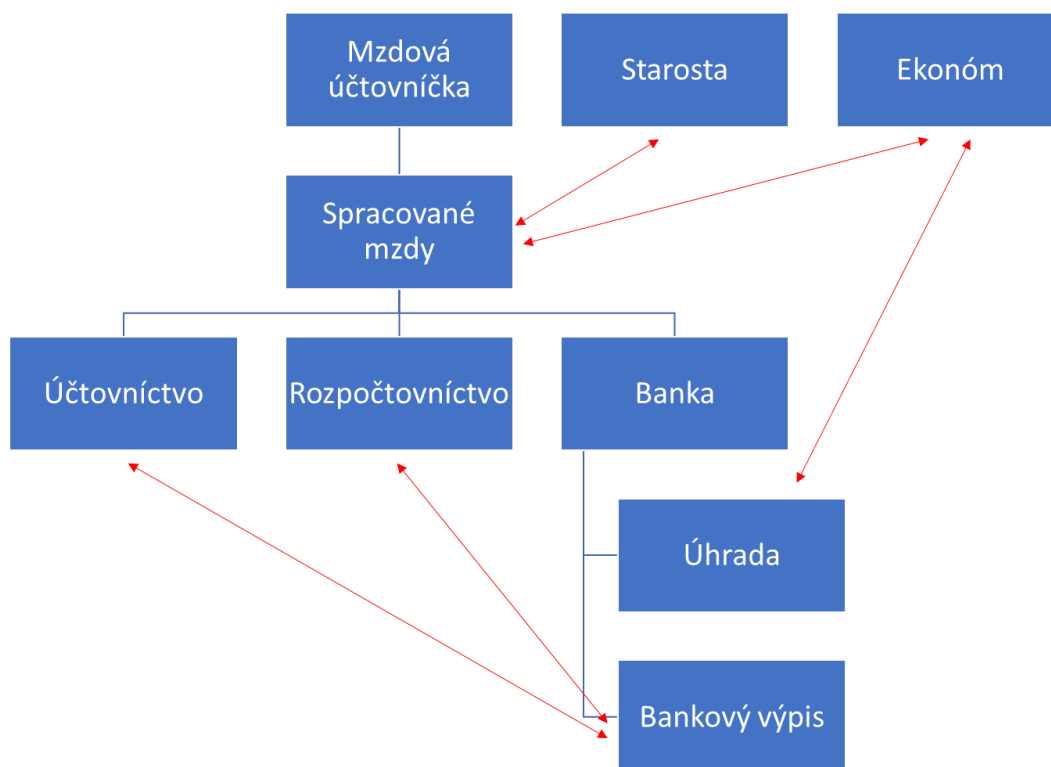 Mzdová
účtovníčka
Starosta
Ekonóm
Spracované
mzdy
Účtovníctvo
Rozpočtovníctvo
Banka
Úhrada
Bankový výpis